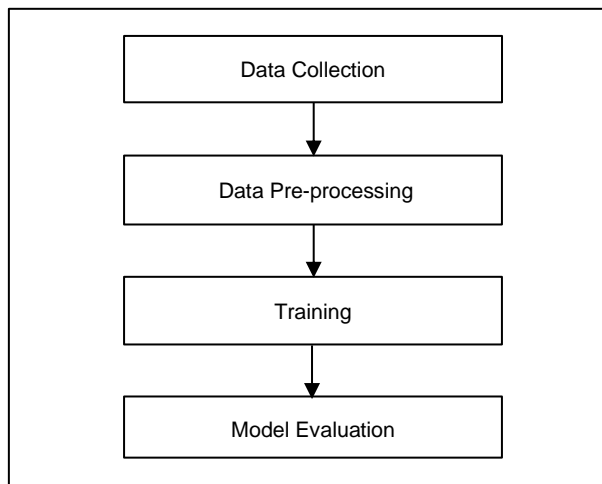 Data Collection
Data Pre-processing
Training
Model Evaluation